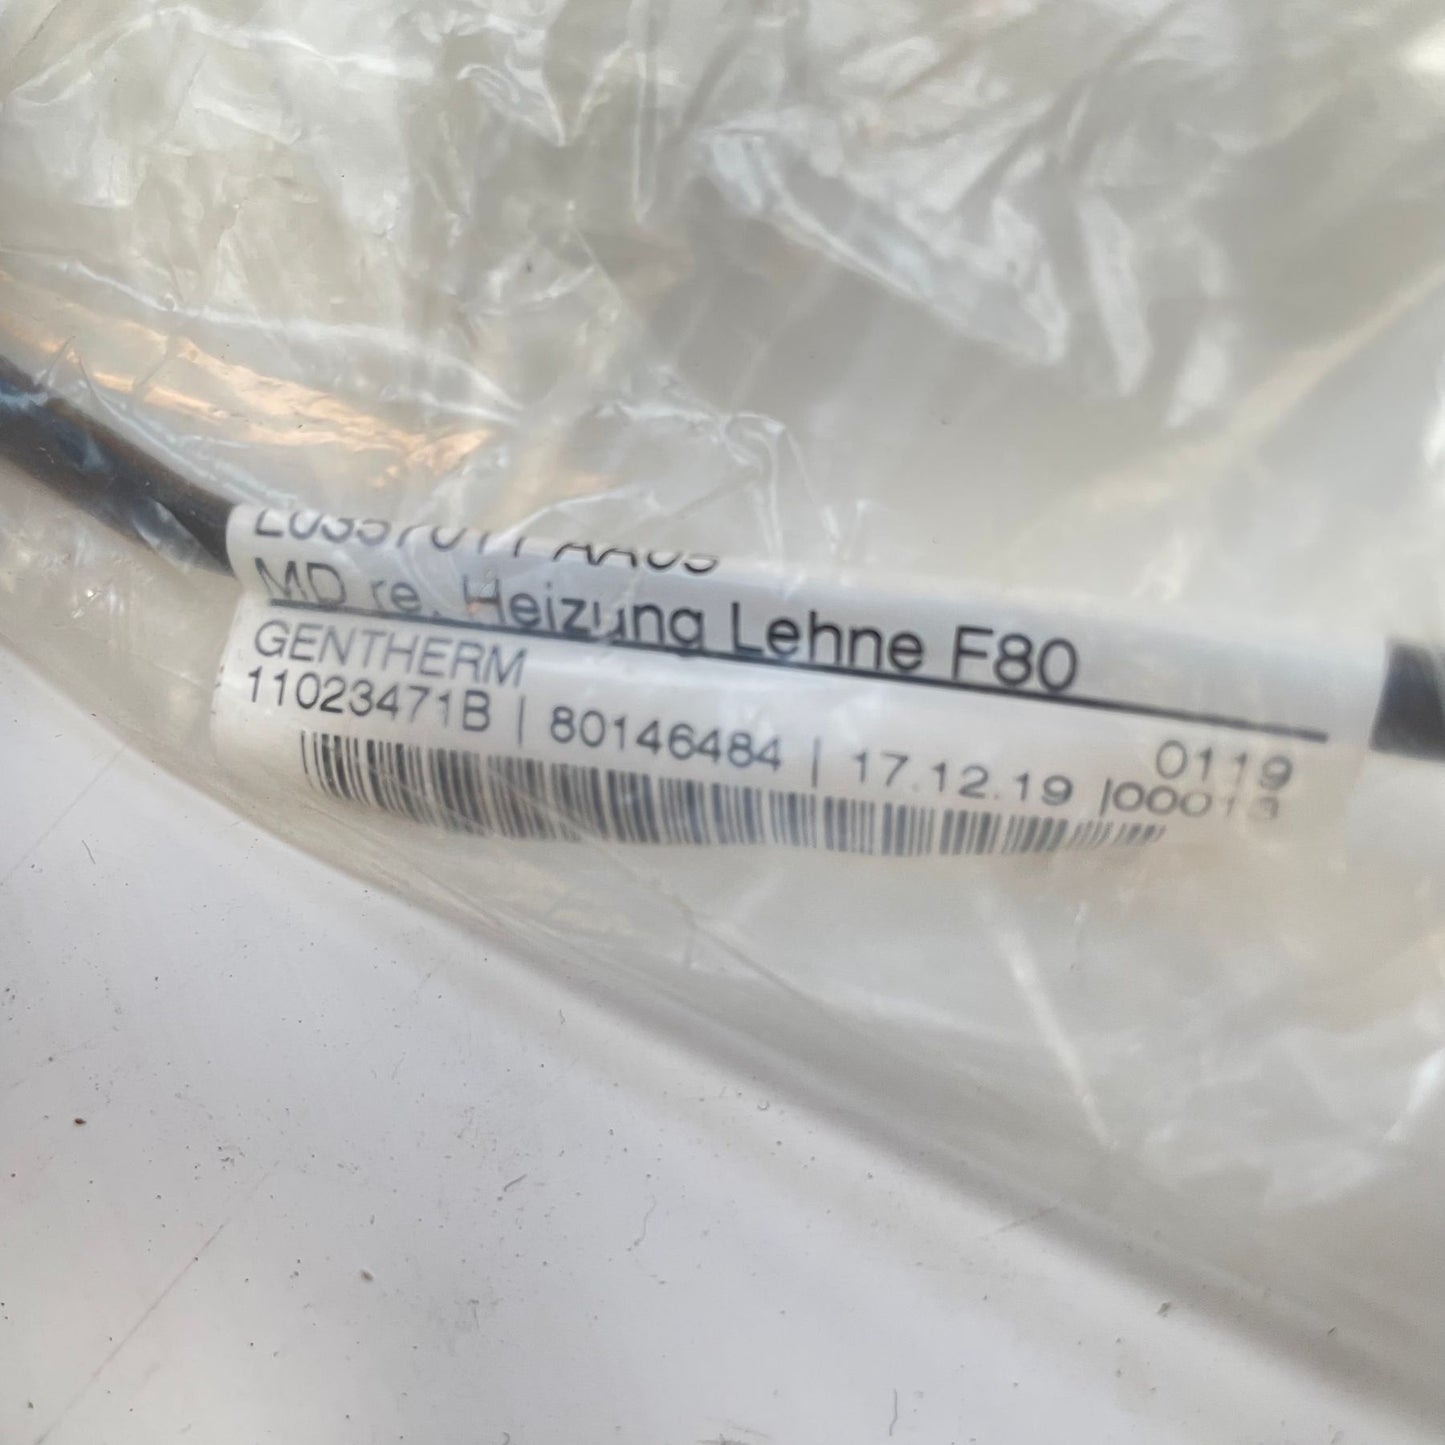 MD re. Heizung Lehne F80
GENTHERM
11023471B | 80146484 | 17.12.19 0119